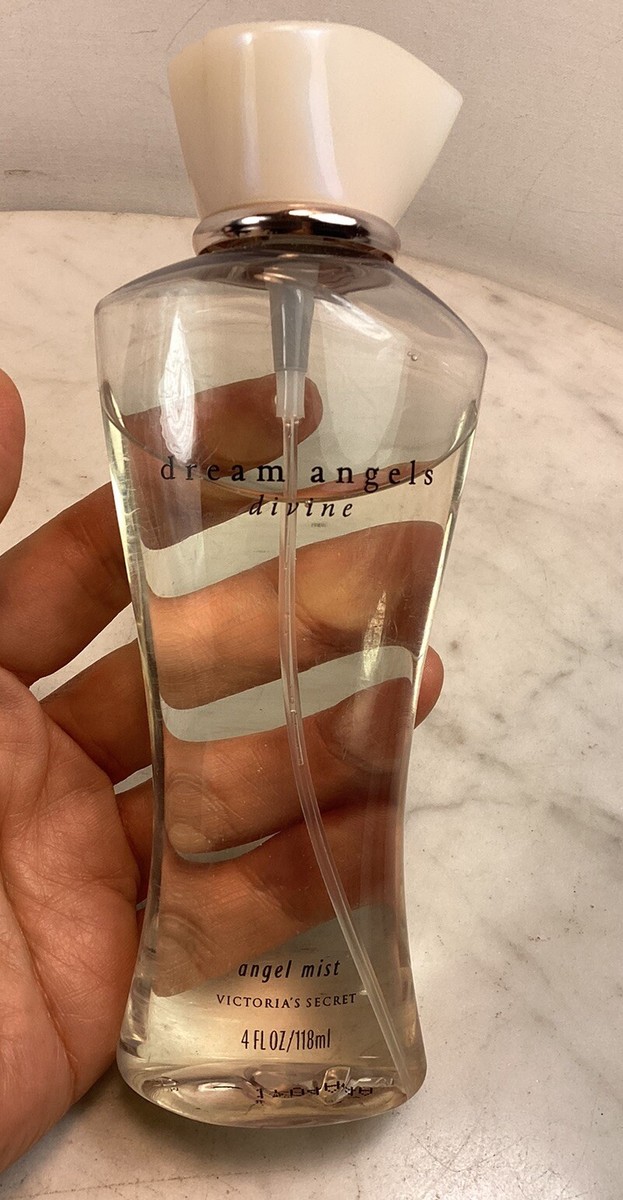 dream angels
divine
angel mist
VICTORIA'S SECRET
4 FL OZ/118ml